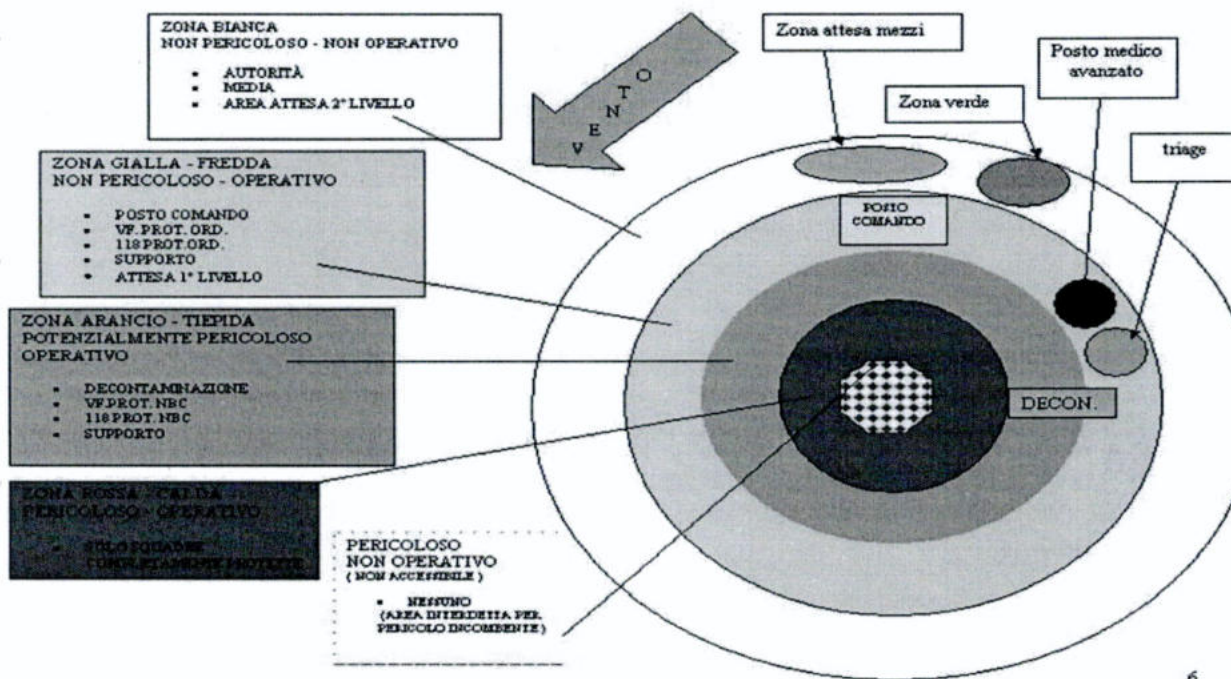 ZONA BIANCA
NON PERICOLOSO - NON OPERATIVO
▪ AUTORITÀ
▪ MEDIA
▪ AREA ATTESA 2° LIVELLO
VENTO
Zona attesa mezzi
Posto medico
avanzato
Zona verde
triage
ZONA GIALLA - FREDDA
NON PERICOLOSO - OPERATIVO
▪ POSTO COMANDO
▪ VF.PROT.ORD.
▪ 118 PROT.ORD.
▪ SUPPORTO
▪ ATTESA 1° LIVELLO
POSTO
COMANDO
ZONA ARANCIO - TIEPIDA
POTENZIALMENTE PERICOLOSO
OPERATIVO
▪ DECONTAMINAZIONE
▪ VF.PROT.NBC
▪ 118 PROT.NBC
▪ SUPPORTO
DECON.
ZONA ROSSA - CALDA
PERICOLOSO - OPERATIVO
▪ SOLO SQUADRE
COMPLETAMENTE PROTETTE
PERICOLOSO
NON OPERATIVO
(NON ACCESSIBILE)
▪ NESSUNO
(AREA INTERDETTA PER
PERICOLO INCOMBENTE)
6